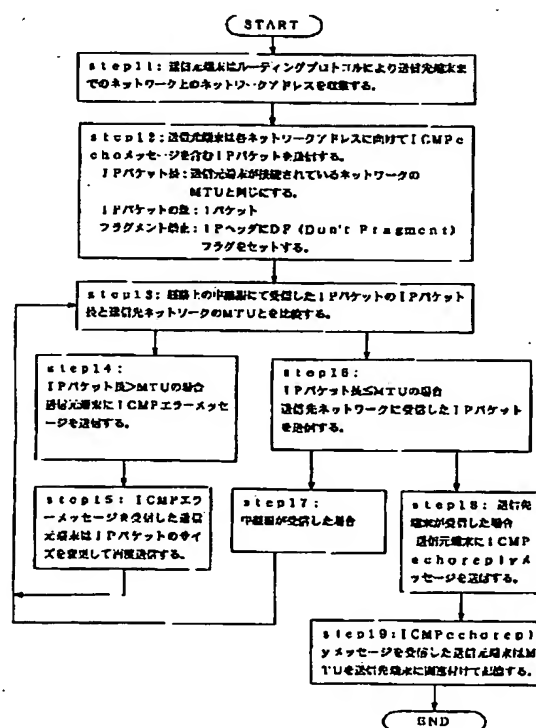 START
step11:送信元端末はルーティングプロトコルにより送信先端末ま
でのネットワーク上のネットワークアドレスを収集する。
step12:送信元端末は各ネットワークアドレスに向けてICMPe
choメッセージを含むIPパケットを送信する。
IPパケット長:送信元端末が接続されているネットワークの
MTUと同じにする。
IPパケットの数:1パケット
フラグメント禁止:IPヘッダにDF(Don't Fragment)
フラグをセットする。
step13:経路上の中継器にて受信したIPパケットのIPパケット
長と送信先ネットワークのMTUとを比較する。
step14:
IPパケット長>MTUの場合
送信元端末にICMPエラーメッセ
ージを送信する。
step16:
IPパケット長≦MTUの場合
送信先ネットワークに受信したIPパケット
を送信する。
step15:ICMPエラ
ーメッセージを受信した送信
元端末はIPパケットのサイ
ズを変更して再度送信する。
step17:
中継器が受信した場合
step18:送信先
端末が受信した場合
送信元端末にICMP
echoreplyメ
ッセージを送信する。
step19:ICMPechorepl
yメッセージを受信した送信元端末はM
TUを送信先端末に関連付けて記憶する。
END